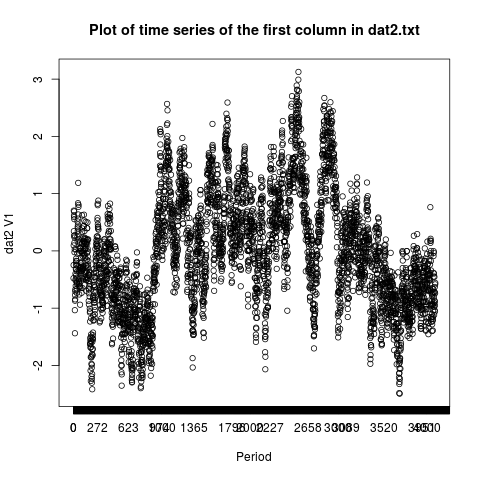 Plot of time series of the first column in dat2.txt
dat2 V1
3
2
1
0
-1
-2
0 272 623 1365 2227 2658 3520
Period